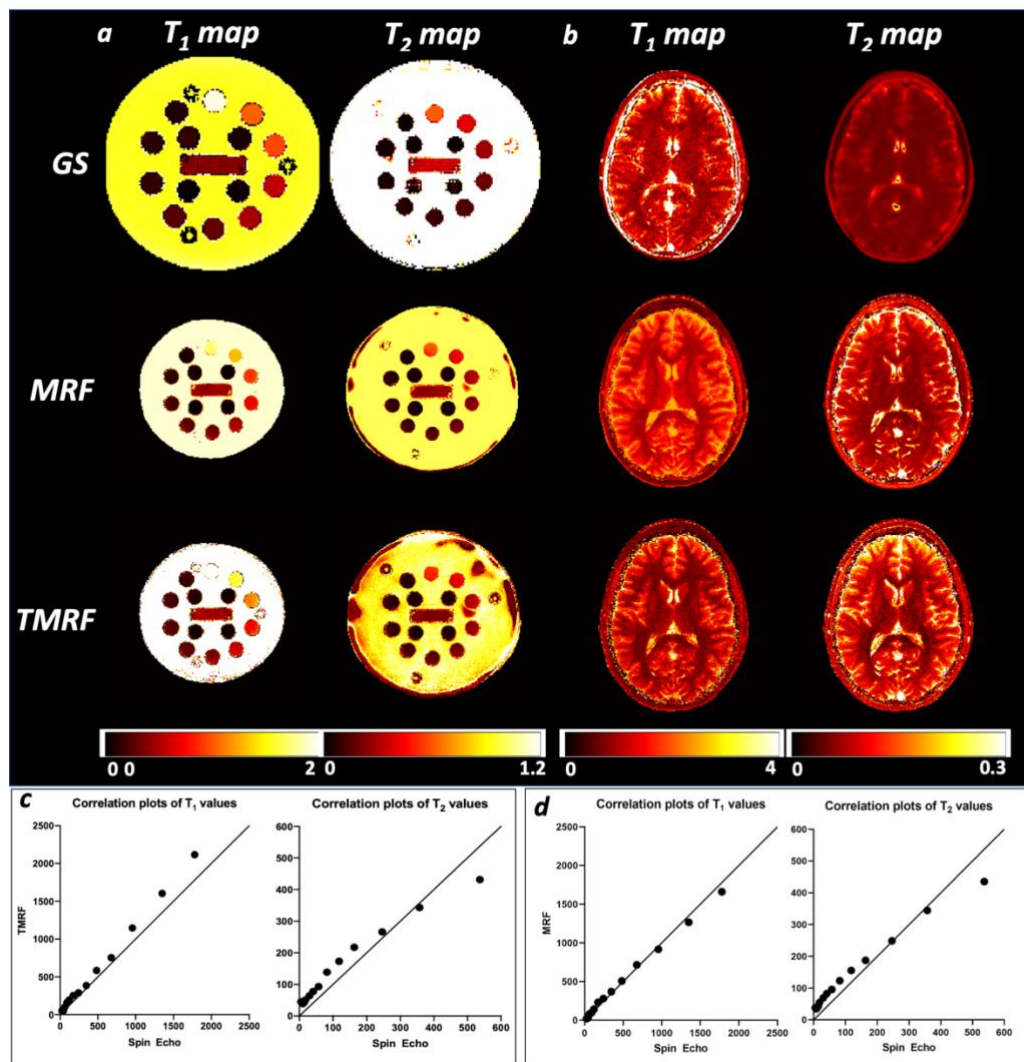 a T1 map T2 map b T1 map T2 map
GS
MRF
TMRF
0 0 2 0 1.2 0 4 0 0.3
c
Correlation plots of T1 values
Correlation plots of T2 values
TMRF
2500
2000
1500
1000
500
0
0 500 1000 1500 2000 2500
Spin Echo
600
500
400
300
200
100
0
0 100 200 300 400 500 600
Spin Echo
d
Correlation plots of T1 values
Correlation plots of T2 values
MRF
2500
2000
1500
1000
500
0
0 500 1000 1500 2000 2500
Spin Echo
600
500
400
300
200
100
0
0 100 200 300 400 500 600
Spin Echo